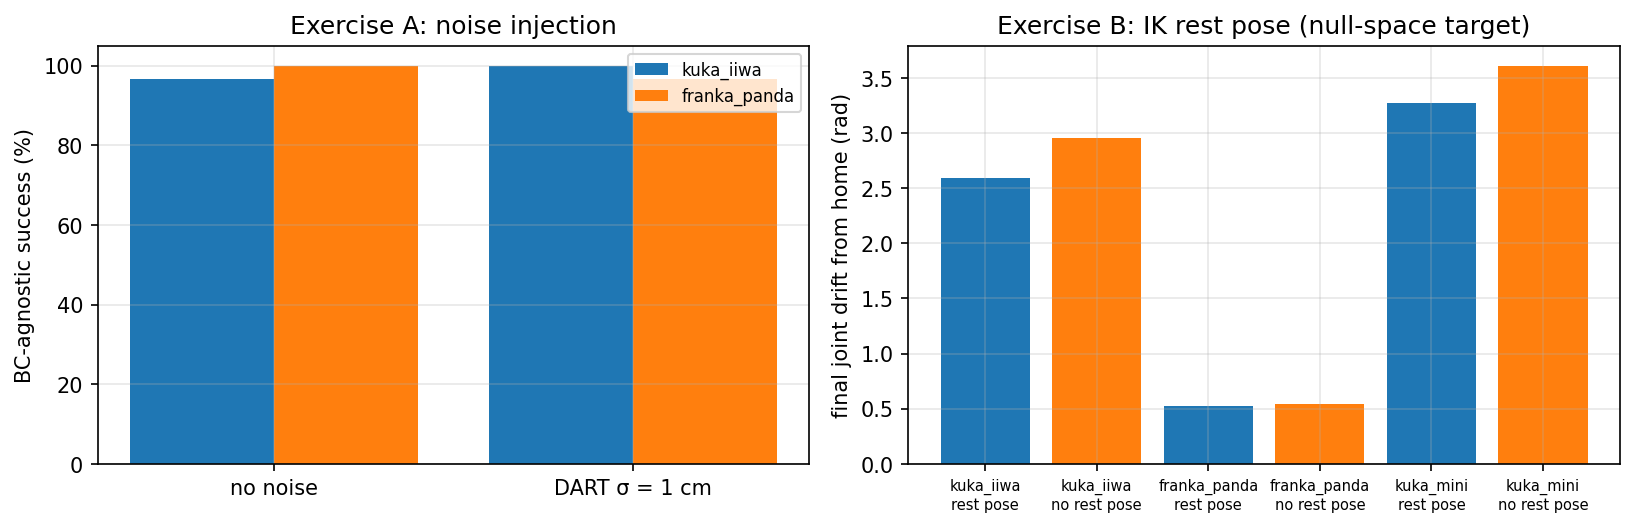 Exercise A: noise injection
BC-agnostic success (%)
100
80
60
40
20
0
kuka_iiwa
franka_panda
no noise
DART σ = 1 cm
Exercise B: IK rest pose (null-space target)
final joint drift from home (rad)
3.5
3.0
2.5
2.0
1.5
1.0
0.5
0.0
kuka_iiwa
rest pose
kuka_iiwa
no rest pose
franka_panda
rest pose
franka_panda
no rest pose
kuka_mini
rest pose
kuka_mini
no rest pose